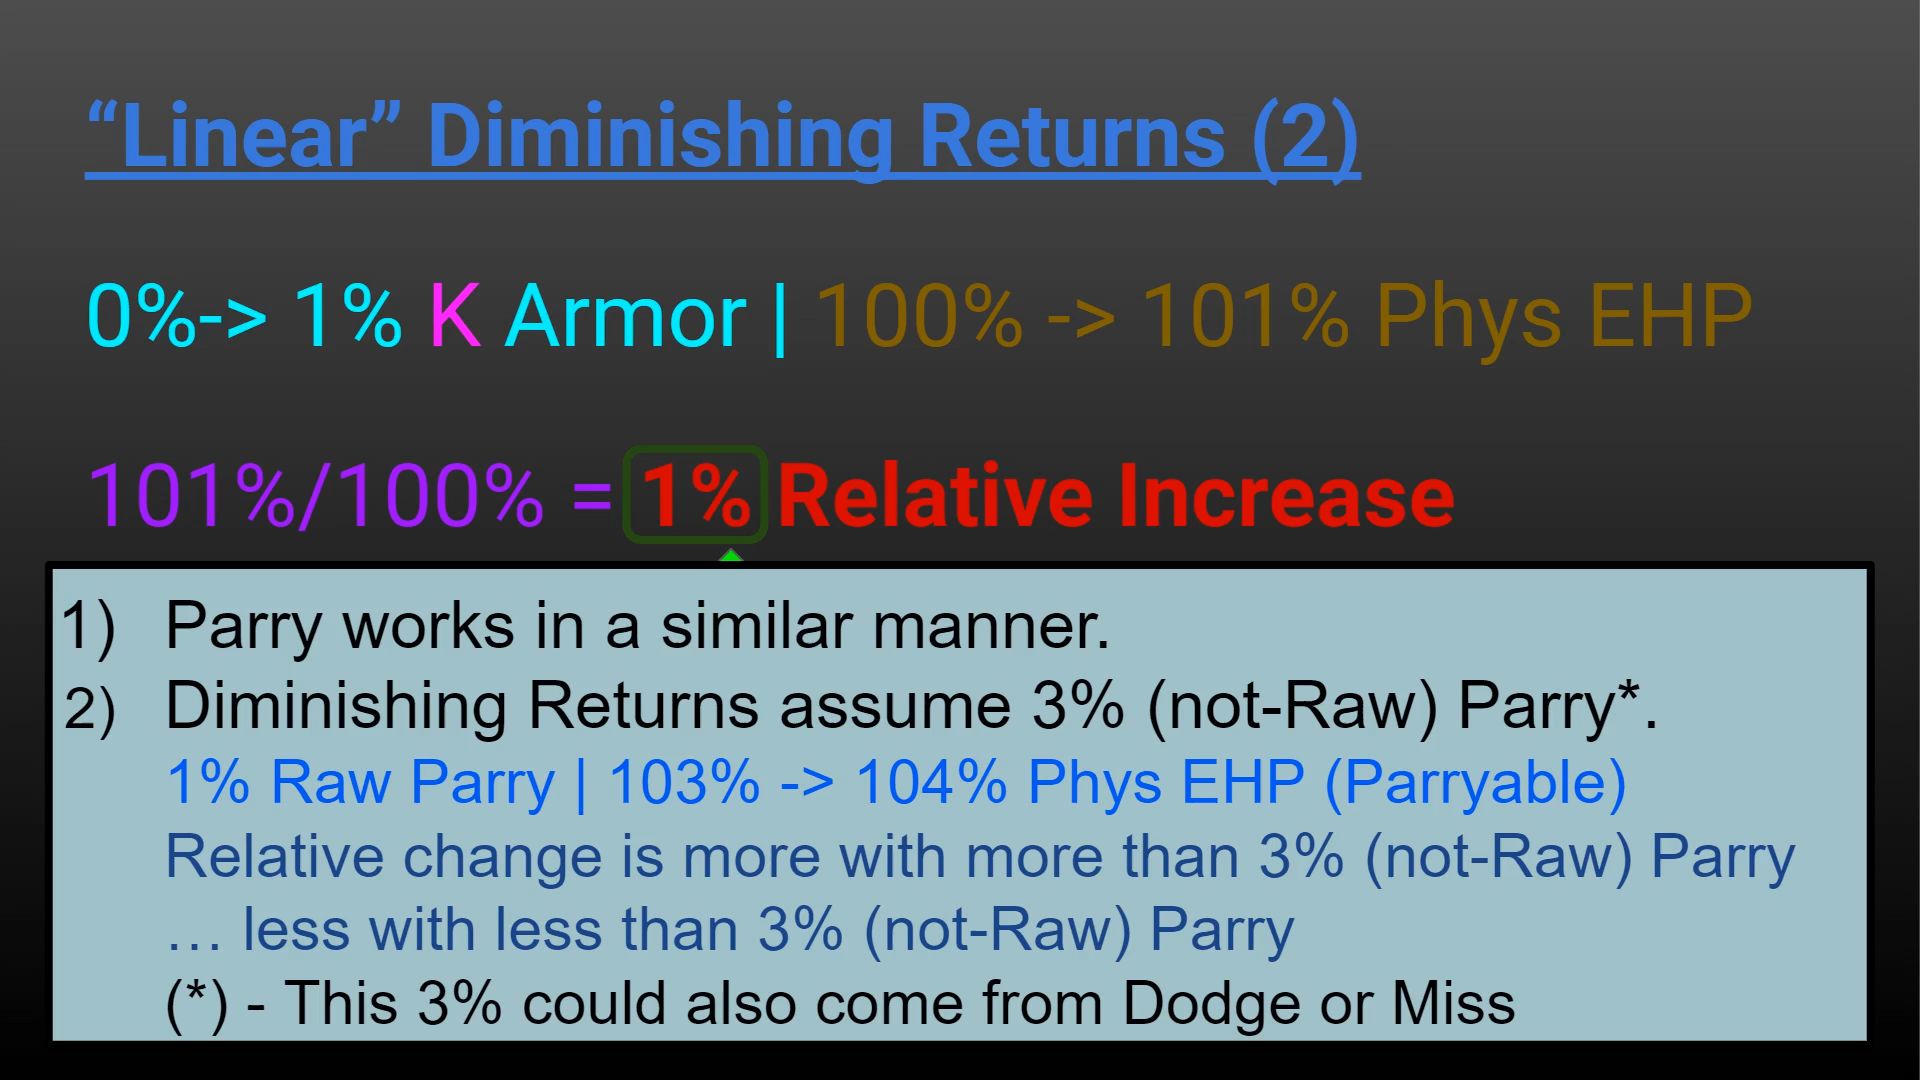 “Linear” Diminishing Returns (2)
0%-> 1% K Armor | 100% -> 101% Phys EHP
101%/100% = 1% Relative Increase
1) Parry works in a similar manner.
2) Diminishing Returns assume 3% (not-Raw) Parry*.
1% Raw Parry | 103% -> 104% Phys EHP (Parryable)
Relative change is more with more than 3% (not-Raw) Parry
… less with less than 3% (not-Raw) Parry
(*) - This 3% could also come from Dodge or Miss